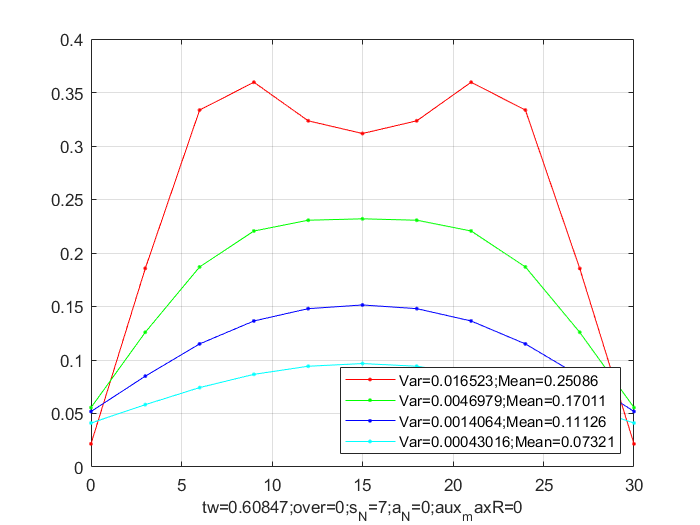 0.4
0.35
0.3
0.25
0.2
0.15
0.1
0.05
0
0 5 10 15 20 25 30
Var=0.016523;Mean=0.25086
Var=0.0046979;Mean=0.17011
Var=0.0014064;Mean=0.11126
Var=0.00043016;Mean=0.07321
tw=0.60847;over=0;s_N=7;a_N=0;aux_maxR=0